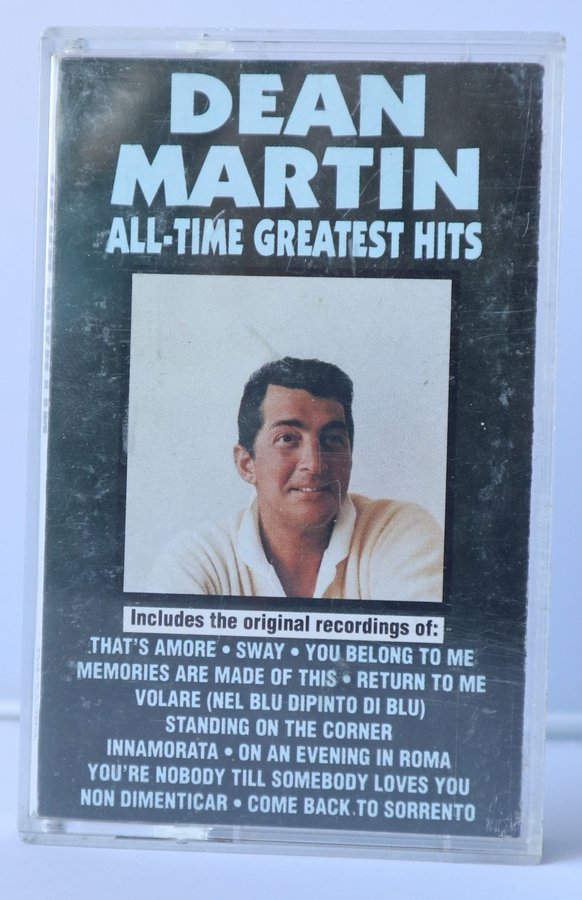 DEAN
MARTIN
ALL-TIME GREATEST HITS
Includes the original recordings of:
THAT'S AMORE • SWAY • YOU BELONG TO ME
MEMORIES ARE MADE OF THIS • RETURN TO ME
VOLARE (NEL BLU DIPINTO DI BLU)
STANDING ON THE CORNER
INNAMORATA • ON AN EVENING IN ROMA
YOU'RE NOBODY TILL SOMEBODY LOVES YOU
NON DIMENTICAR • COME BACK TO SORRENTO